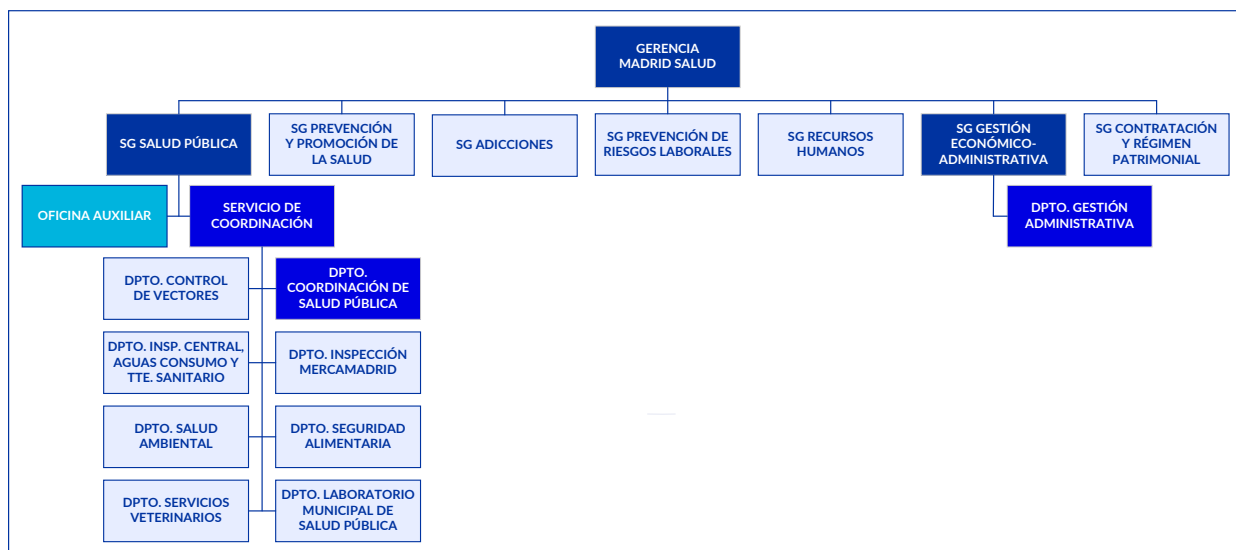 GERENCIA
MADRID SALUD
SG SALUD PÚBLICA
SG PREVENCIÓN
Y PROMOCIÓN DE
LA SALUD
SG ADICCIONES
SG PREVENCIÓN DE
RIESGOS LABORALES
SG RECURSOS
HUMANOS
SG GESTIÓN
ECONÓMICO-
ADMINISTRATIVA
SG CONTRATACIÓN
Y RÉGIMEN
PATRIMONIAL
OFICINA AUXILIAR
SERVICIO DE
COORDINACIÓN
DPTO. GESTIÓN
ADMINISTRATIVA
DPTO. CONTROL
DE VECTORES
DPTO.
COORDINACIÓN DE
SALUD PÚBLICA
DPTO. INSP. CENTRAL,
AGUAS CONSUMO Y
TTE. SANITARIO
DPTO. INSPECCIÓN
MERCAMADRID
DPTO. SALUD
AMBIENTAL
DPTO. SEGURIDAD
ALIMENTARIA
DPTO. SERVICIOS
VETERINARIOS
DPTO. LABORATORIO
MUNICIPAL DE
SALUD PÚBLICA